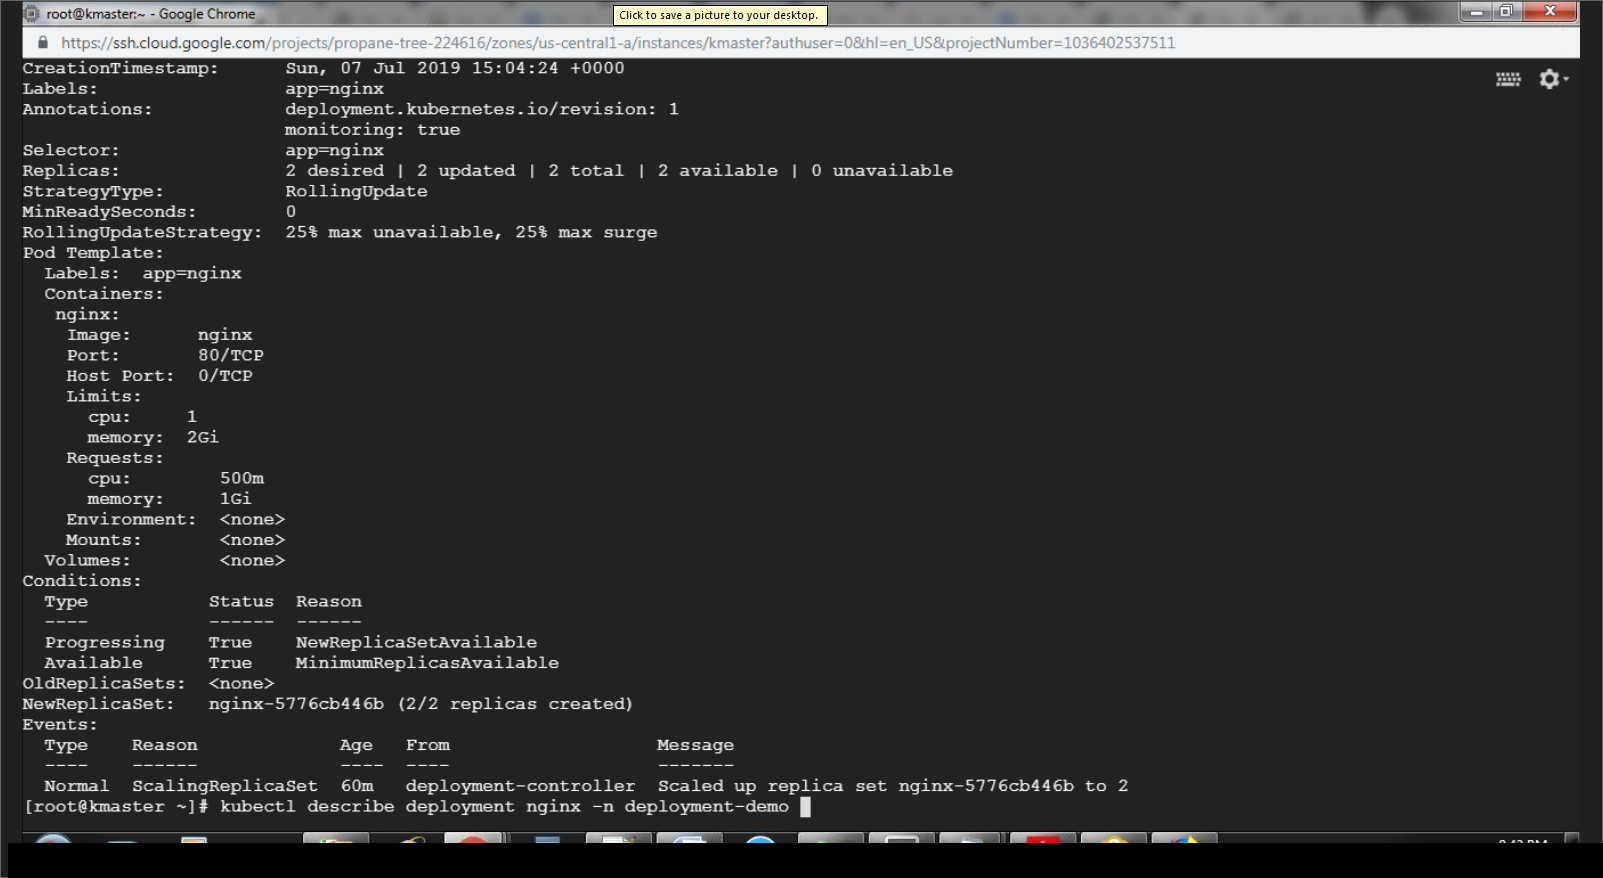 root@kmaster:~ - Google Chrome
Click to save a picture to your desktop.
https://ssh.cloud.google.com/projects/propane-tree-224616/zones/us-central1-a/instances/kmaster?authuser=0&hl=en_US&projectNumber=1036402537511
CreationTimestamp:      Sun, 07 Jul 2019 15:04:24 +0000
Labels:                 app=nginx
Annotations:            deployment.kubernetes.io/revision: 1
                        monitoring: true
Selector:               app=nginx
Replicas:               2 desired | 2 updated | 2 total | 2 available | 0 unavailable
StrategyType:           RollingUpdate
MinReadySeconds:        0
RollingUpdateStrategy:  25% max unavailable, 25% max surge
Pod Template:
  Labels:  app=nginx
  Containers:
   nginx:
    Image:      nginx
    Port:       80/TCP
    Host Port:  0/TCP
    Limits:
      cpu:     1
      memory:  2Gi
    Requests:
      cpu:        500m
      memory:     1Gi
    Environment:  <none>
    Mounts:       <none>
  Volumes:        <none>
Conditions:
  Type           Status  Reason
  ----           ------  ------
  Progressing    True    NewReplicaSetAvailable
  Available      True    MinimumReplicasAvailable
OldReplicaSets:  <none>
NewReplicaSet:   nginx-5776cb446b (2/2 replicas created)
Events:
  Type    Reason             Age   From                   Message
  ----    ------             ----  ----                   -------
  Normal  ScalingReplicaSet  60m   deployment-controller  Scaled up replica set nginx-5776cb446b to 2
[root@kmaster ~]# kubectl describe deployment nginx -n deployment-demo